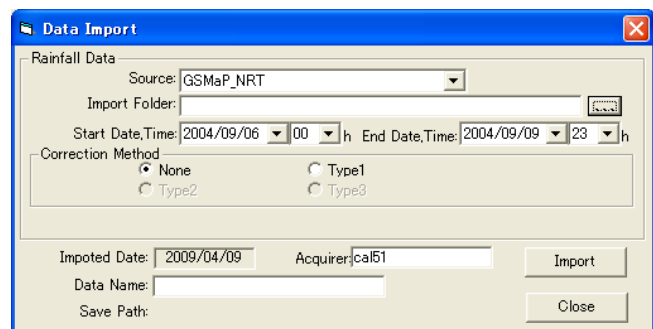 Data Import
Rainfall Data
Source: GSMaP_NRT
Import Folder: ....
Start Date,Time: 2004/09/06 00 h End Date,Time: 2004/09/09 23 h
Correction Method
None Type1
Type2 Type3
Impoted Date: 2009/04/09 Acquirer: cal51 Import
Data Name:
Save Path: Close